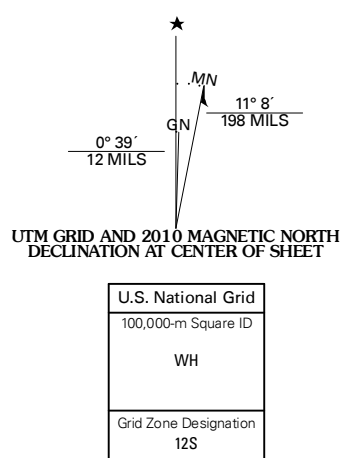 MN
11° 8´
198 MILS
GN
0° 39´
12 MILS
UTM GRID AND 2010 MAGNETIC NORTH
DECLINATION AT CENTER OF SHEET
U.S. National Grid
100,000-m Square ID
WH
Grid Zone Designation
12S